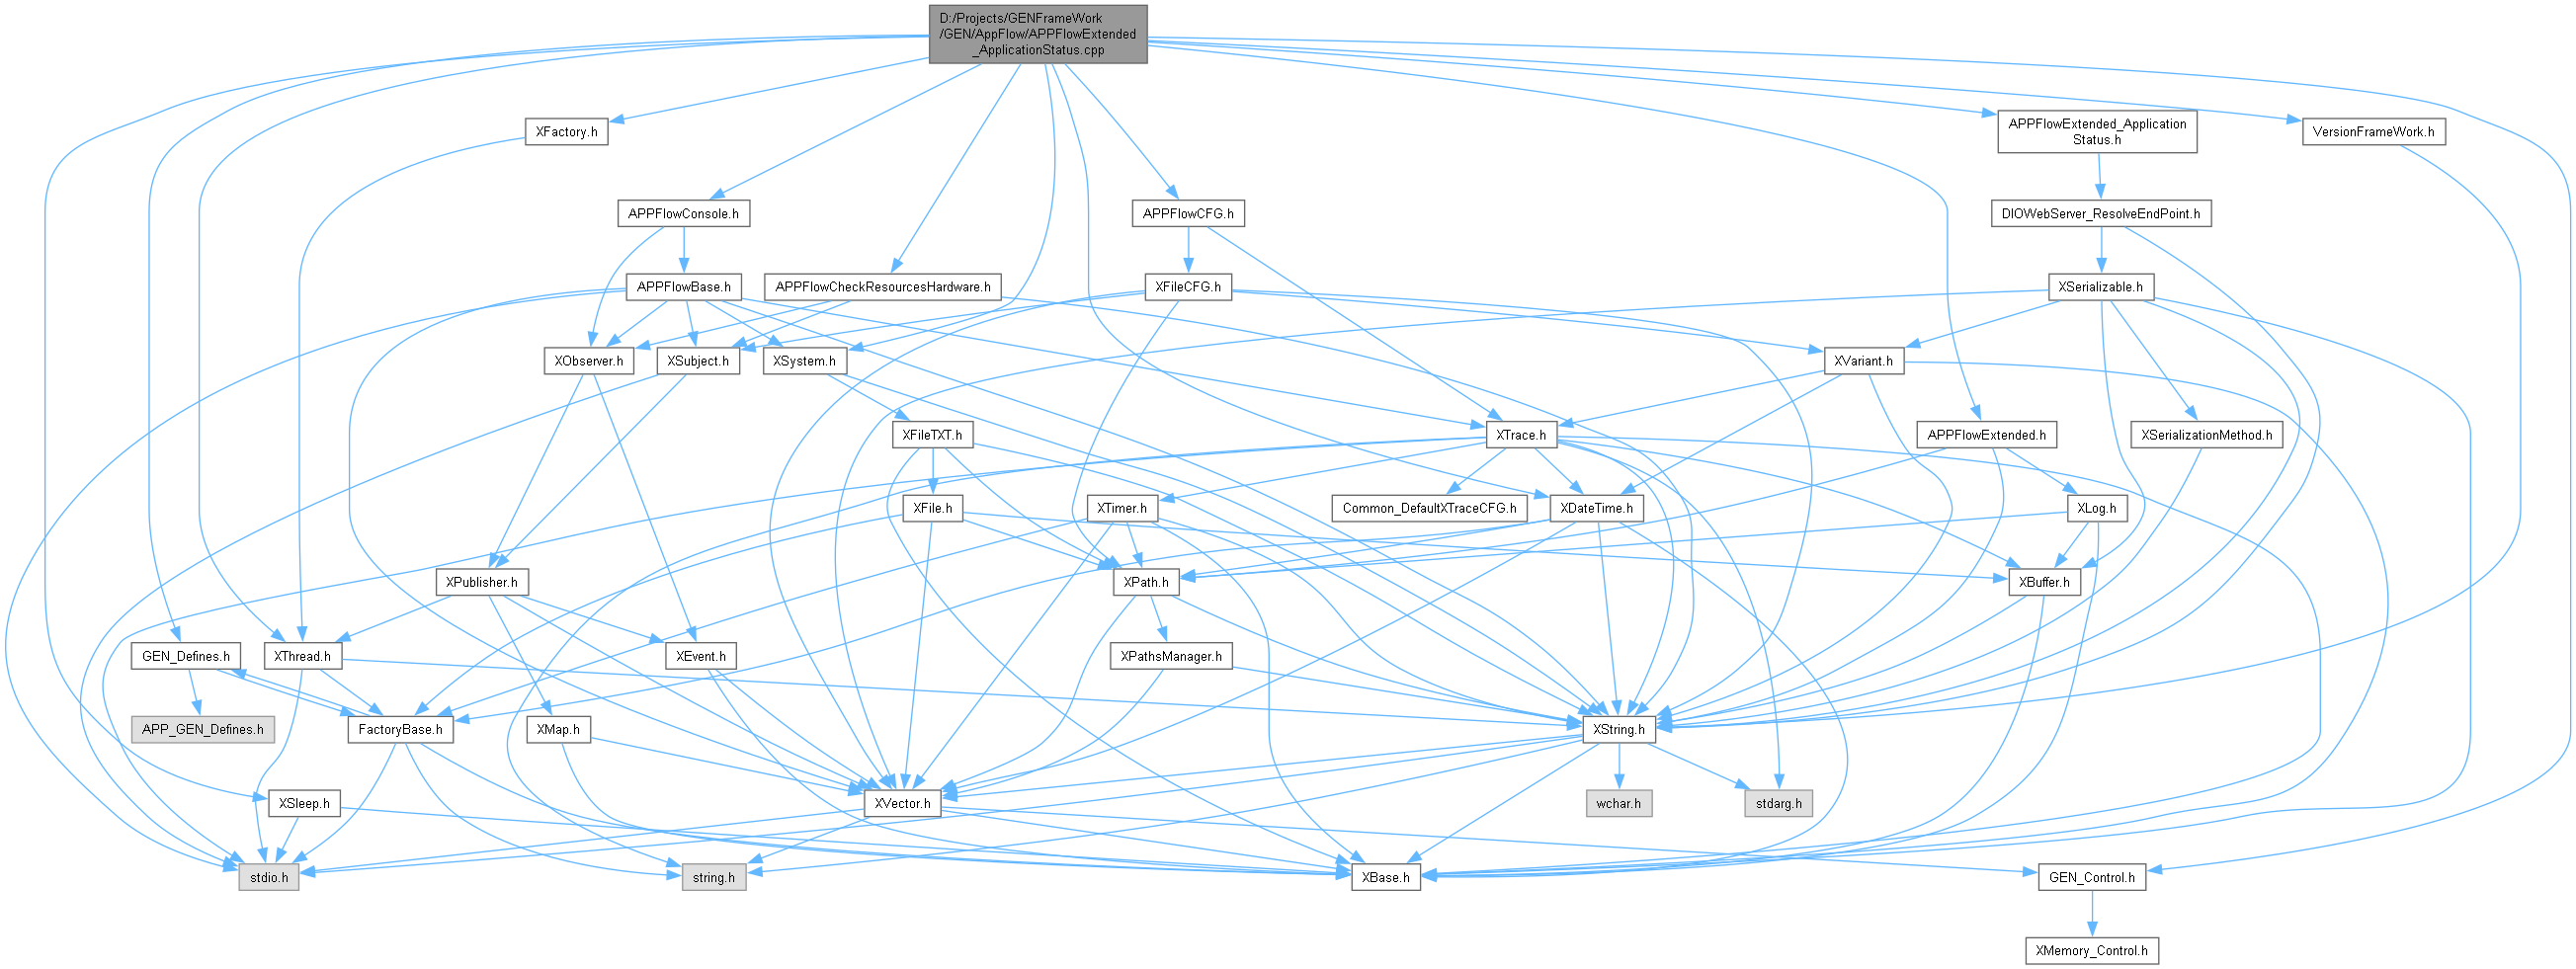 D:/Projects/GENFrameWork
/GEN/AppFlow/APPFlowExtended
_ApplicationStatus.cpp
XFactory.h
APPFlowExtended_Application
Status.h
VersionFrameWork.h
APPFlowConsole.h
APPFlowCFG.h
DIOWebServer_ResolveEndPoint.h
APPFlowBase.h
APPFlowCheckResourcesHardware.h
XFileCFG.h
XSerializable.h
XObserver.h
XSubject.h
XSystem.h
XVariant.h
XFileTXT.h
XTrace.h
APPFlowExtended.h
XSerializationMethod.h
XFile.h
XTimer.h
Common_DefaultXTraceCFG.h
XDateTime.h
XLog.h
XPublisher.h
XPath.h
XBuffer.h
GEN_Defines.h
XThread.h
XEvent.h
XPathsManager.h
APP_GEN_Defines.h
FactoryBase.h
XMap.h
XString.h
XSleep.h
XVector.h
wchar.h
stdarg.h
stdio.h
string.h
XBase.h
GEN_Control.h
XMemory_Control.h